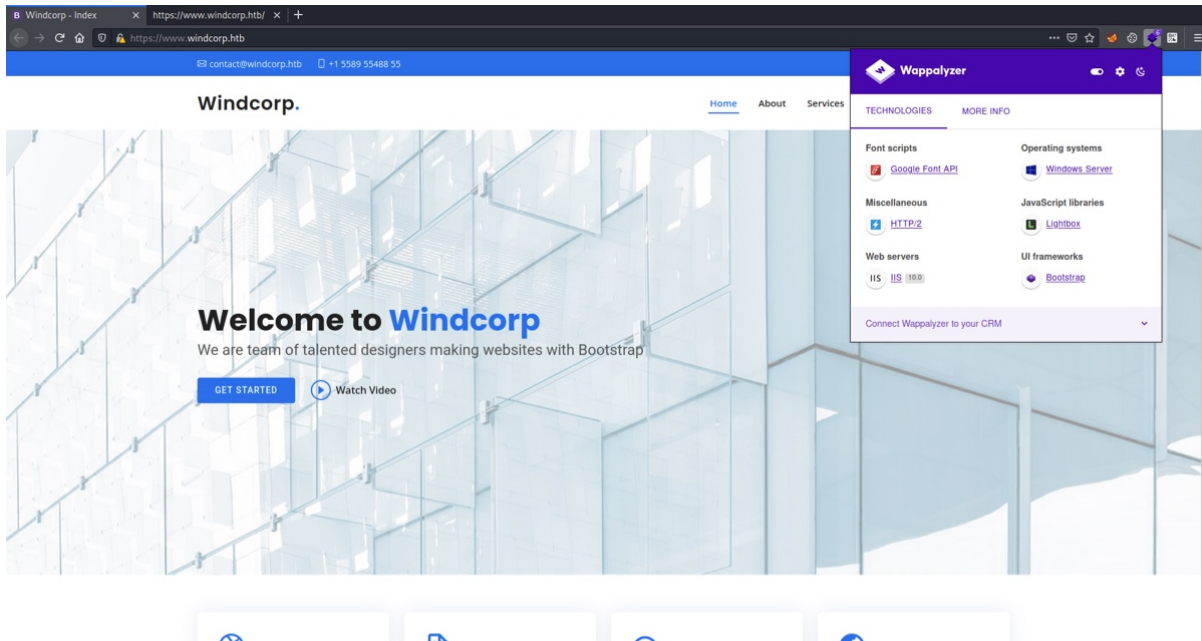 Windcorp - Index
https://www.windcorp.htb/
https://www.windcorp.htb
contact@windcorp.htb +1 5589 55488 55
Windcorp.
Home About Services
Welcome to Windcorp
We are team of talented designers making websites with Bootstrap
GET STARTED Watch Video
Wappalyzer
TECHNOLOGIES MORE INFO
Font scripts
Google Font API
Operating systems
Windows Server
Miscellaneous
HTTP/2
JavaScript libraries
Lightbox
Web servers
IIS IIS 10.0
UI frameworks
Bootstrap
Connect Wappalyzer to your CRM